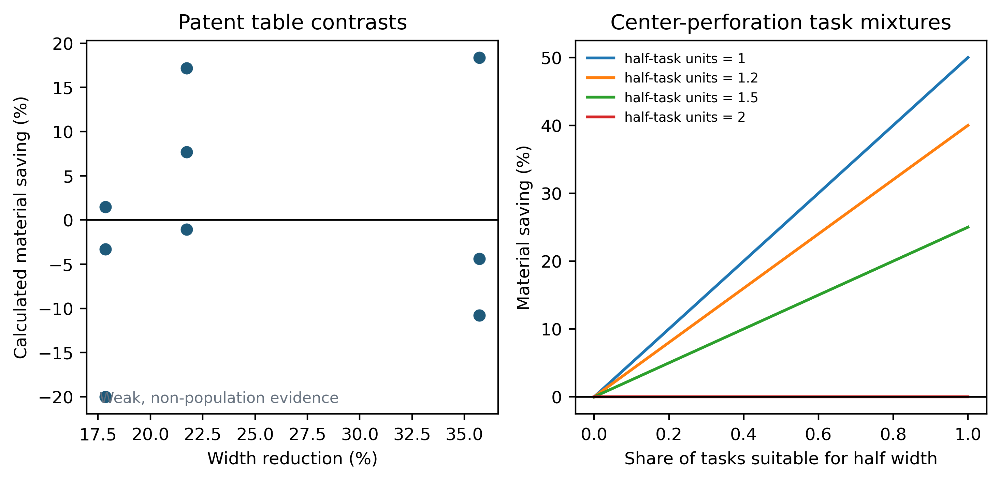 Patent table contrasts
Calculated material saving (%)
20
15
10
5
0
−5
−10
−15
−20
Weak, non-population evidence
17.5 20.0 22.5 25.0 27.5 30.0 32.5 35.0
Width reduction (%)
Center-perforation task mixtures
Material saving (%)
50
40
30
20
10
0
half-task units = 1
half-task units = 1.2
half-task units = 1.5
half-task units = 2
0.0 0.2 0.4 0.6 0.8 1.0
Share of tasks suitable for half width